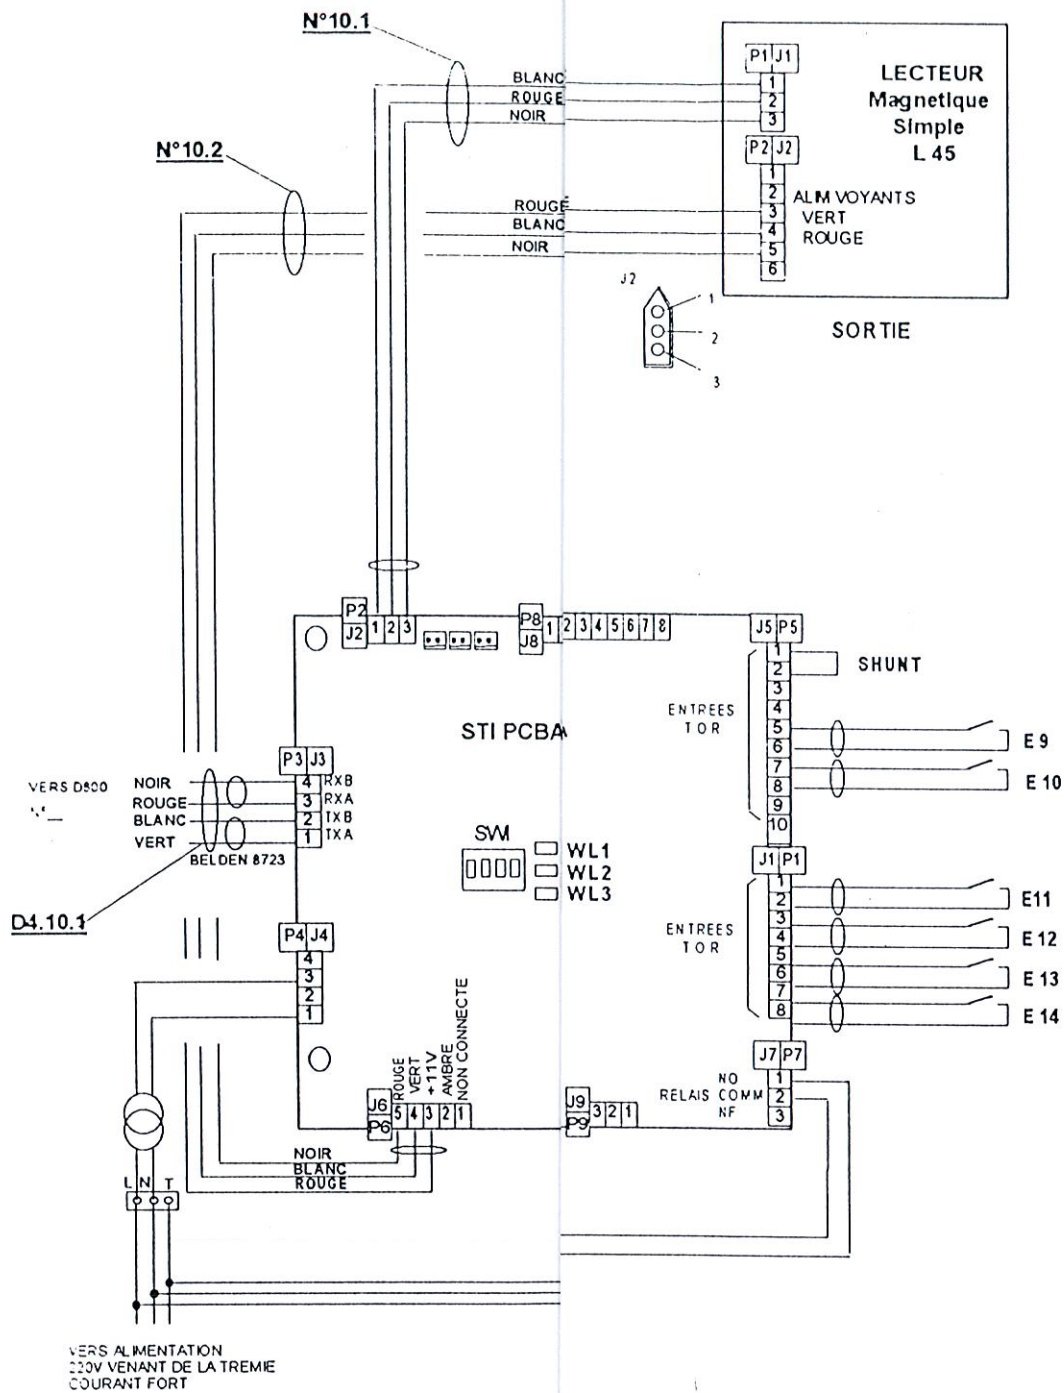 N°10.1
BLANC
ROUGE
NOIR
P1 J1
1
2
3
LECTEUR
Magnetique
Simple
L 45
N°10.2
P2 J2
1
2
3
4
5
6
ALIM VOYANTS
VERT
ROUGE
ROUGE
BLANC
NOIR
J2
1
2
3
SORTIE
P2
J2
1 2 3
P8
J8
1 2 3 4 5 6 7 8
J5 P5
1
2
3
4
5
6
7
8
9
10
SHUNT
ENTREES
TOR
E 9
E 10
STI PCBA
P3 J3
4 RXB
3 RXA
2 TXB
1 TXA
VERS D800
NOIR
ROUGE
BLANC
VERT
BELDEN 8723
D4.10.1
SW1
WL1
WL2
WL3
J1 P1
1
2
3
4
5
6
7
8
ENTREES
TOR
E11
E 12
E 13
E 14
P4 J4
4
3
2
1
ROUGE
VERT
+11V
AMBRE
NON CONNECTE
J6
P6
5 4 3 2 1
J9
P9
3 2 1
J7 P7
1
2
3
NO
RELAIS COMM
NF
NOIR
BLANC
ROUGE
L N T
VERS ALIMENTATION
220V VENANT DE LA TREMIE
COURANT FORT